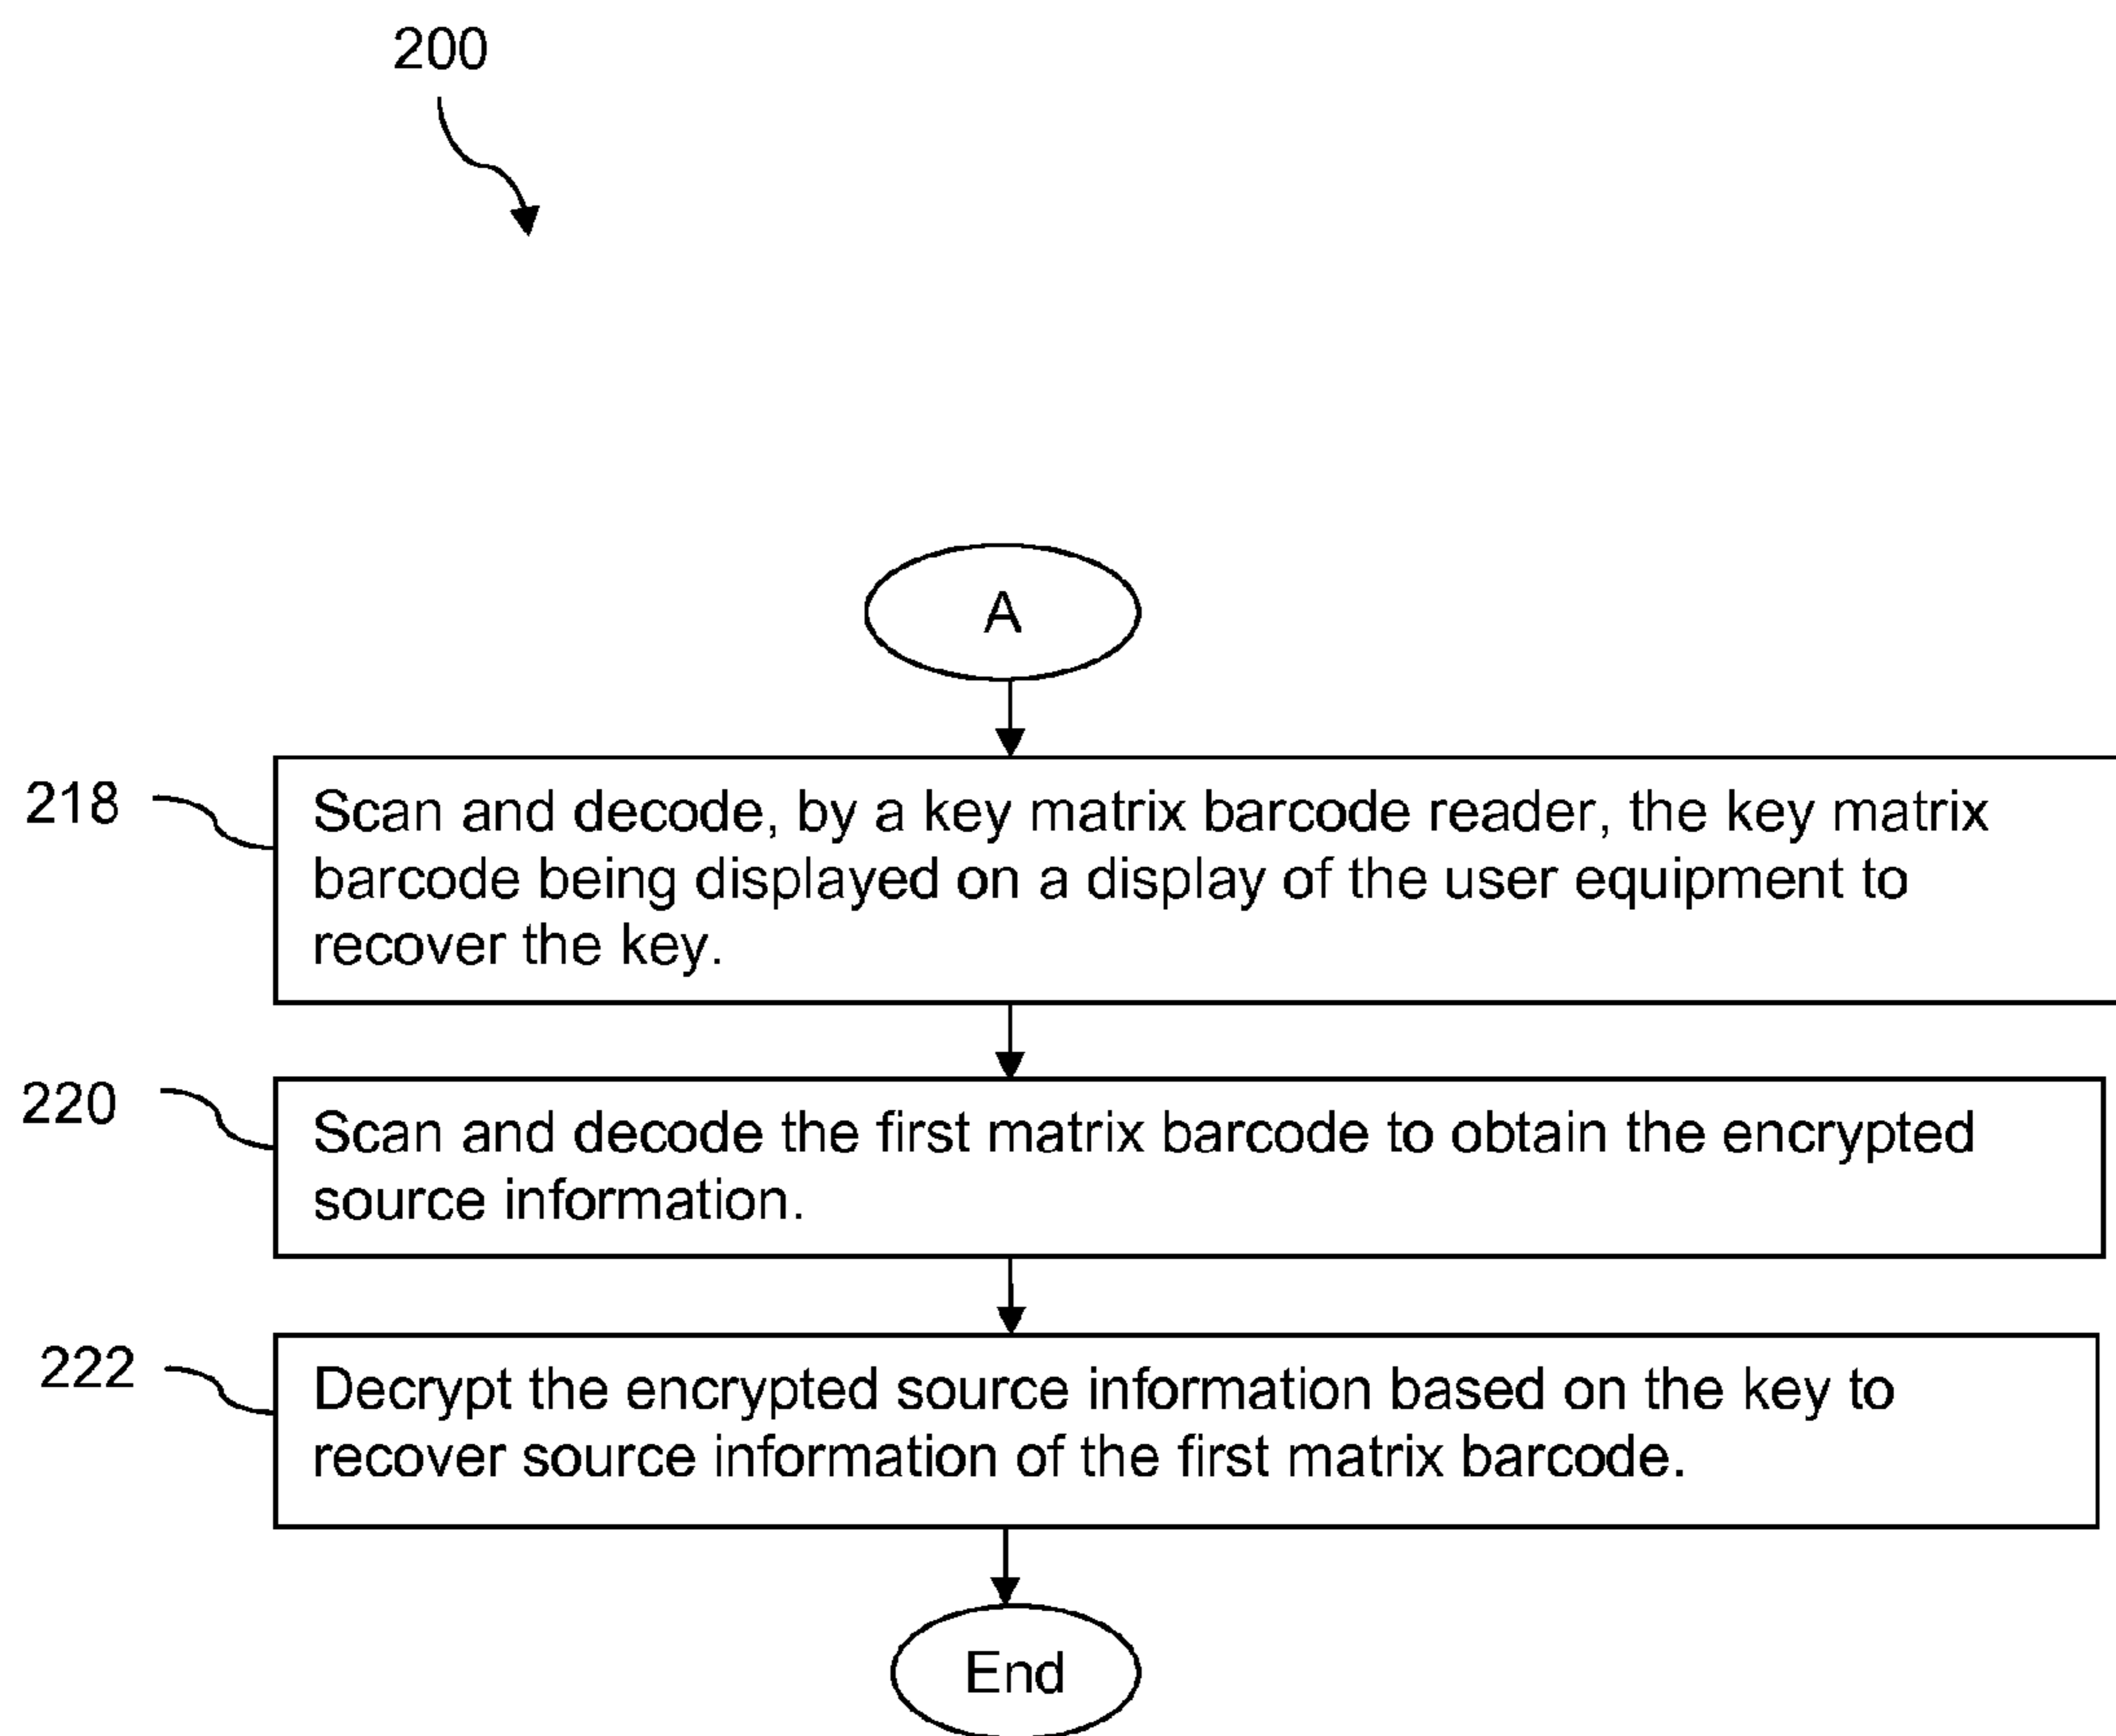 200
A
218
Scan and decode, by a key matrix barcode reader, the key matrix
barcode being displayed on a display of the user equipment to
recover the key.
220
Scan and decode the first matrix barcode to obtain the encrypted
source information.
222
Decrypt the encrypted source information based on the key to
recover source information of the first matrix barcode.
End